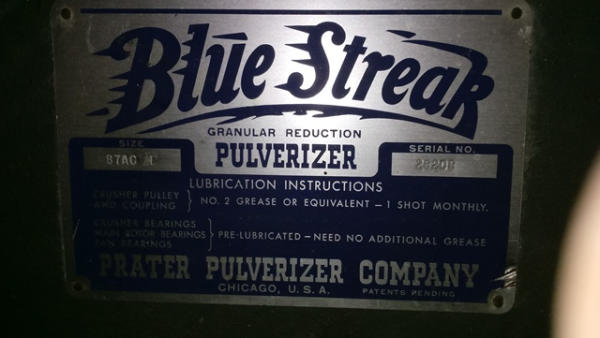 Blue Streak
GRANULAR REDUCTION
PULVERIZER
SIZE
SERIAL NO.
LUBRICATION INSTRUCTIONS
CRUSHER PULLEY
AND COUPLING
NO. 2 GREASE OR EQUIVALENT – 1 SHOT MONTHLY.
CRUSHER BEARINGS
MAIN ROTOR BEARINGS
FAN BEARINGS
PRE-LUBRICATED – NEED NO ADDITIONAL GREASE
PRATER PULVERIZER COMPANY
CHICAGO, U.S.A.
PATENTS PENDING